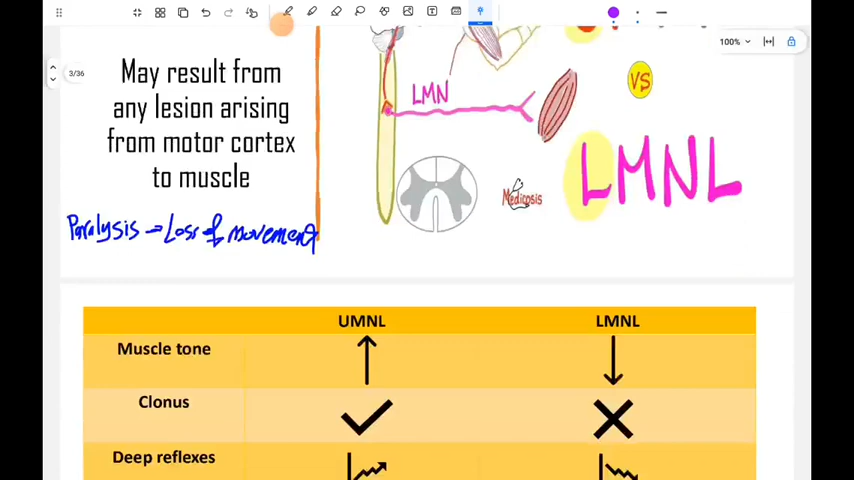 100%
3/36
May result from
any lesion arising
from motor cortex
to muscle
Paralysis → Loss of movement
LMN
Medicosis
VS
LMNL
UMNL LMNL
Muscle tone
Clonus
Deep reflexes